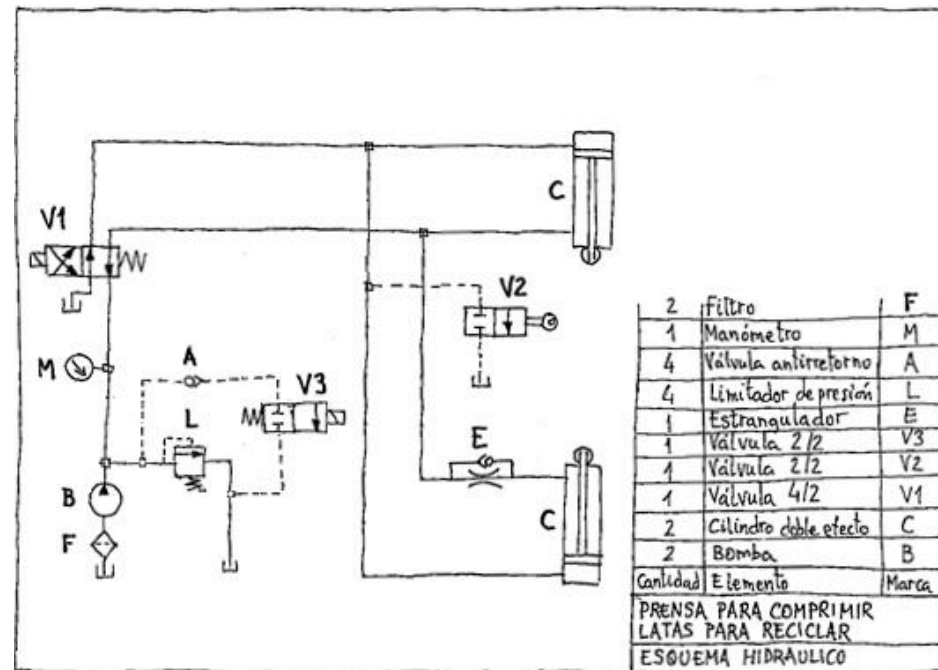 C
V1
V2
M
A
V3
L
E
B
C
F
2 Filtro F
1 Manómetro M
4 Válvula antirretorno A
4 Limitador de presión L
1 Estrangulador E
1 Válvula 2/2 V3
1 Válvula 2/2 V2
1 Válvula 4/2 V1
2 Cilindro doble efecto C
2 Bomba B
Cantidad Elemento Marca
PRENSA PARA COMPRIMIR
LATAS PARA RECICLAR
ESQUEMA HIDRAULICO